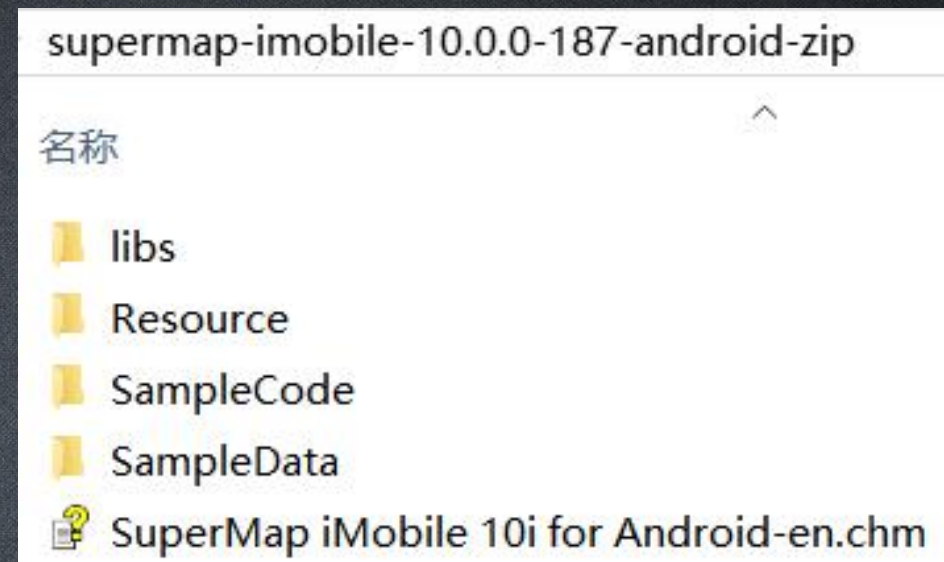 supermap-imobile-10.0.0-187-android-zip
名称
libs
Resource
SampleCode
SampleData
SuperMap iMobile 10i for Android-en.chm